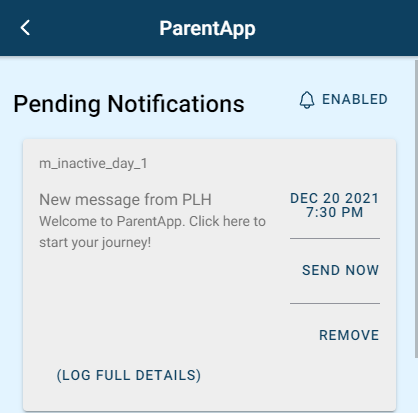 ParentApp
Pending Notifications
ENABLED
m_inactive_day_1
New message from PLH
Welcome to ParentApp. Click here to
start your journey!
DEC 20 2021
7:30 PM
SEND NOW
REMOVE
(LOG FULL DETAILS)